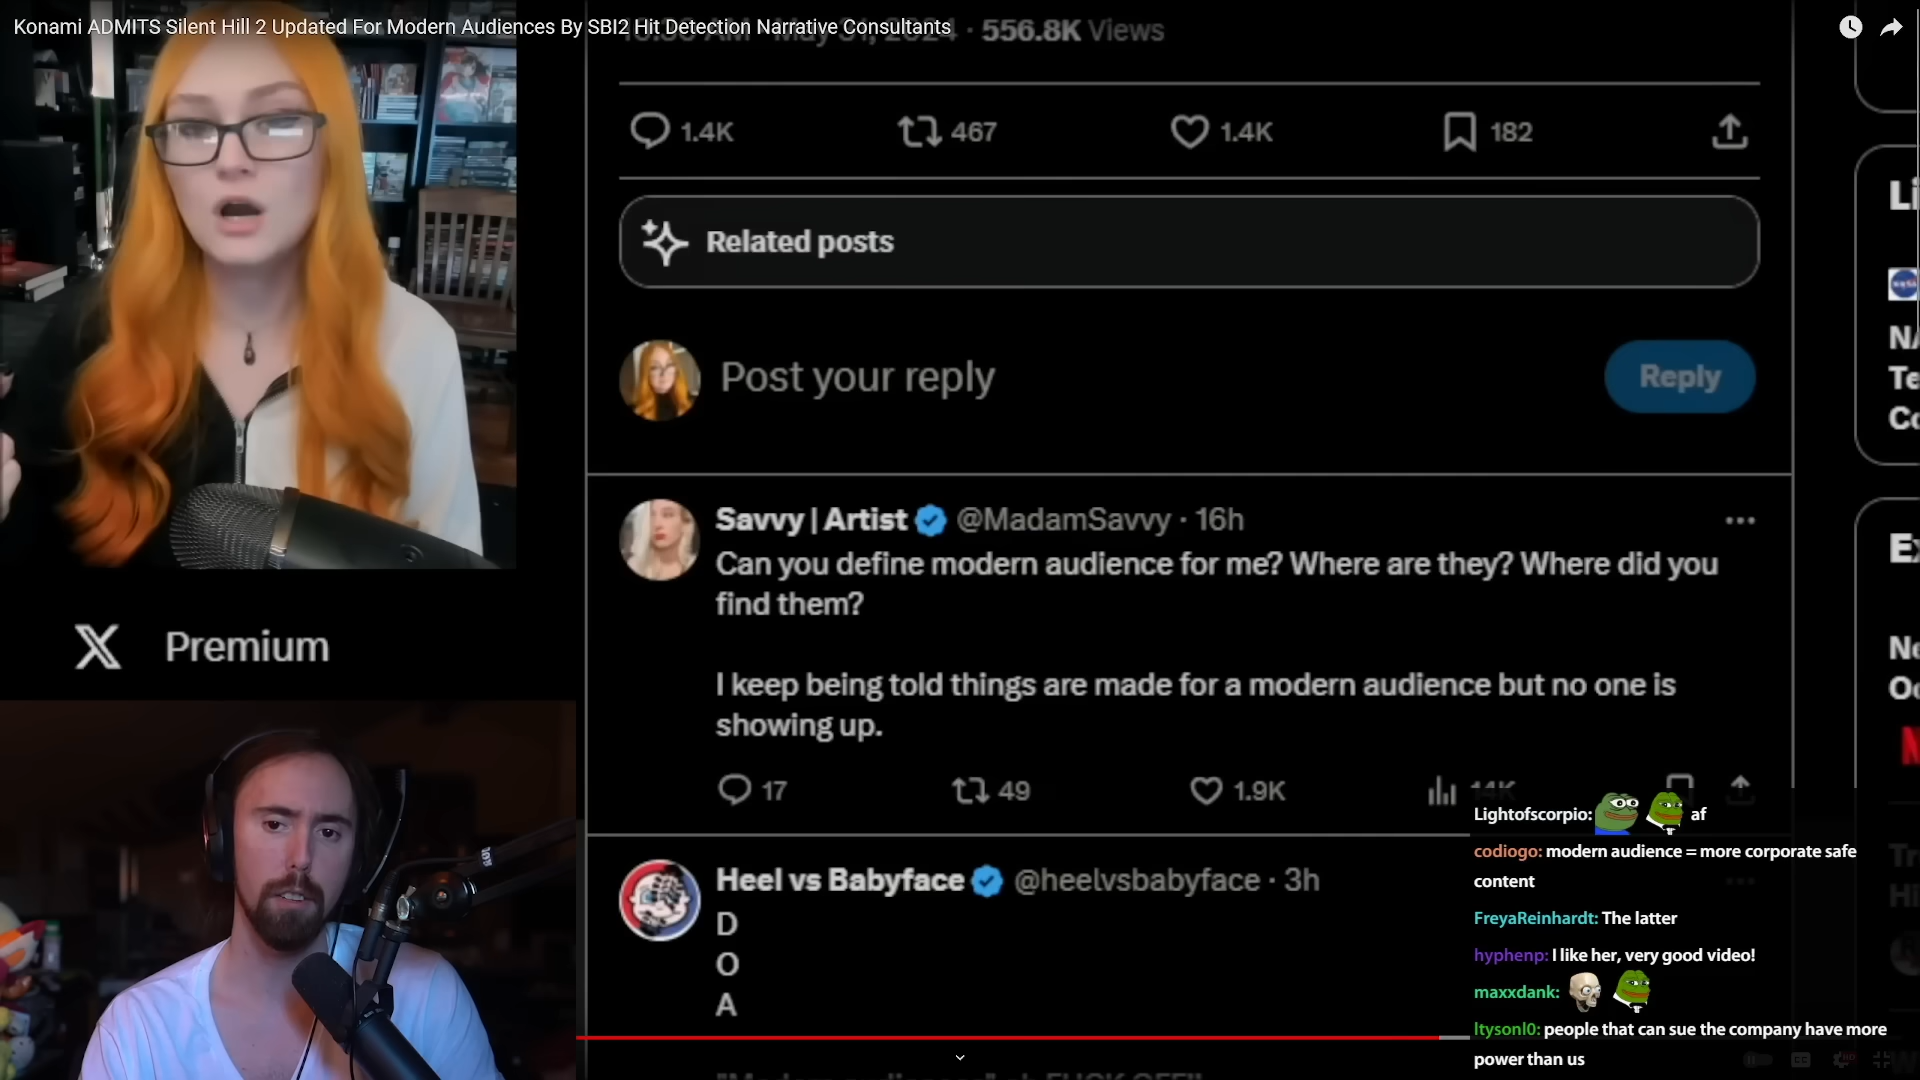 Konami ADMITS Silent Hill 2 Updated For Modern Audiences By SBI2 Hit Detection Narrative Consultants
556.8K Views
1.4K 467 1.4K 182
Related posts
Post your reply
Reply
Savvy | Artist @MadamSavvy · 16h
Can you define modern audience for me? Where are they? Where did you
find them?
I keep being told things are made for a modern audience but no one is
showing up.
17 49 1.9K 14K
Heel vs Babyface @heelvsbabyface · 3h
D
O
A
X Premium
Lightofscorpio: af
codiogo: modern audience = more corporate safe
content
FreyaReinhardt: The latter
hyphenp: I like her, very good video!
maxxdank:
ltysonl0: people that can sue the company have more
power than us